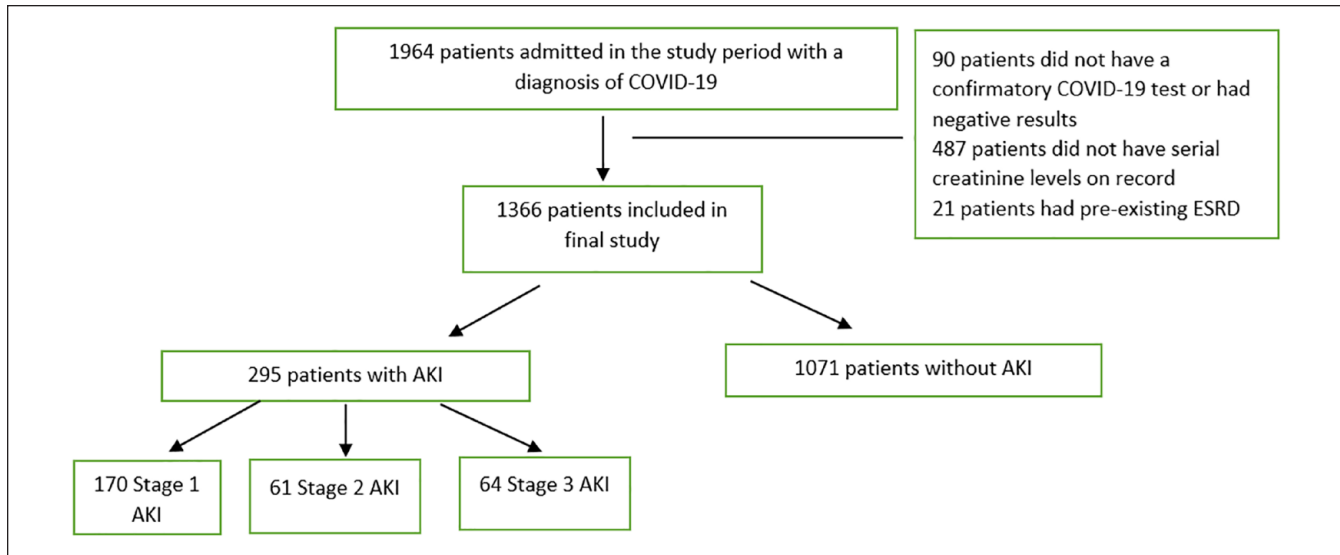 1964 patients admitted in the study period with a
diagnosis of COVID-19
90 patients did not have a
confirmatory COVID-19 test or had
negative results
487 patients did not have serial
creatinine levels on record
21 patients had pre-existing ESRD
1366 patients included in
final study
295 patients with AKI
1071 patients without AKI
170 Stage 1
AKI
61 Stage 2 AKI
64 Stage 3 AKI